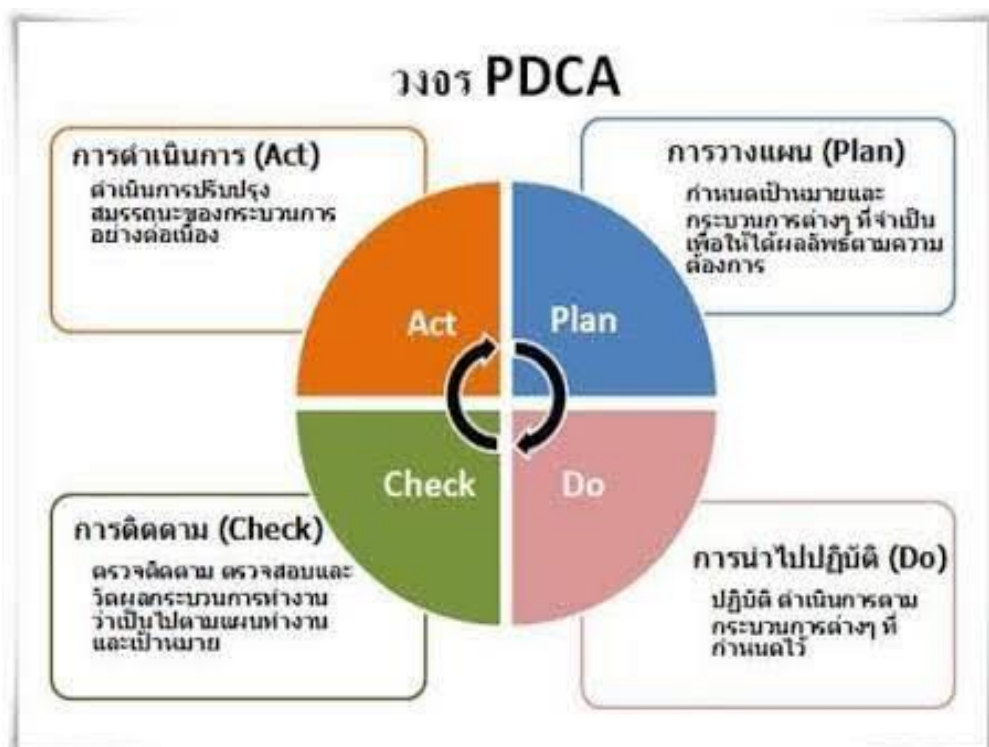 วงจร PDCA
การดำเนินการ (Act)
ดำเนินการปรับปรุง
สมรรถนะของกระบวนการ
อย่างต่อเนื่อง
การวางแผน (Plan)
กำหนดเป้าหมายและ
กระบวนการต่างๆ ที่จำเป็น
เพื่อให้ได้ผลลัพธ์ตามความ
ต้องการ
Act
Plan
Check
Do
การติดตาม (Check)
ตรวจติดตาม ตรวจสอบและ
วัดผลกระบวนการทำงาน
ว่าเป็นไปตามแผนทำงาน
และเป้าหมาย
การนำไปปฏิบัติ (Do)
ปฏิบัติ ดำเนินการตาม
กระบวนการต่างๆ ที่
กำหนดไว้